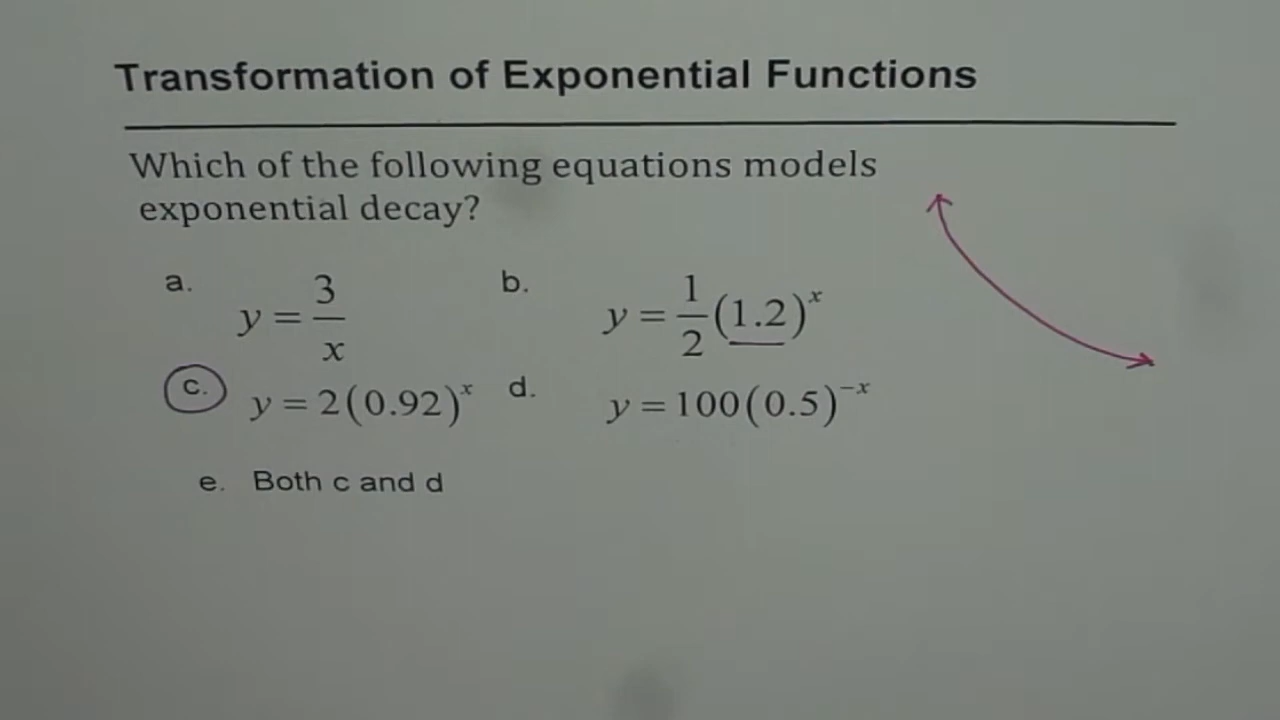 Transformation of Exponential Functions
Which of the following equations models
exponential decay?
a. y = 3/x b. y = 1/2 (1.2)^x
c. y = 2(0.92)^x d. y = 100(0.5)^-x
e. Both c and d